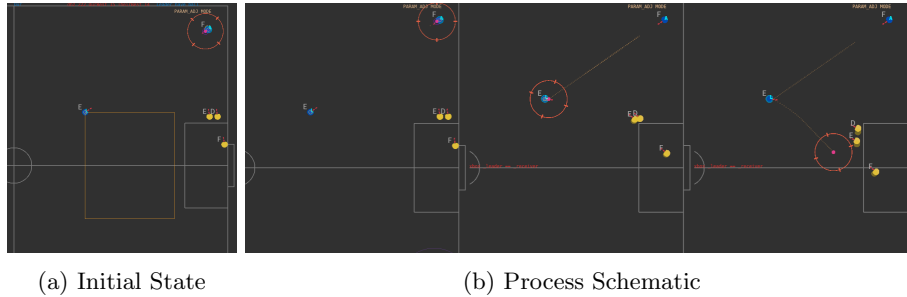 F
PARAM_ADJ_MODE
E
E D
F
PARAM_ADJ_MODE
F
E
E D
F
PARAM_ADJ_MODE
F
E
E D
F
PARAM_ADJ_MODE
F
E
D
E
F
(a) Initial State
(b) Process Schematic